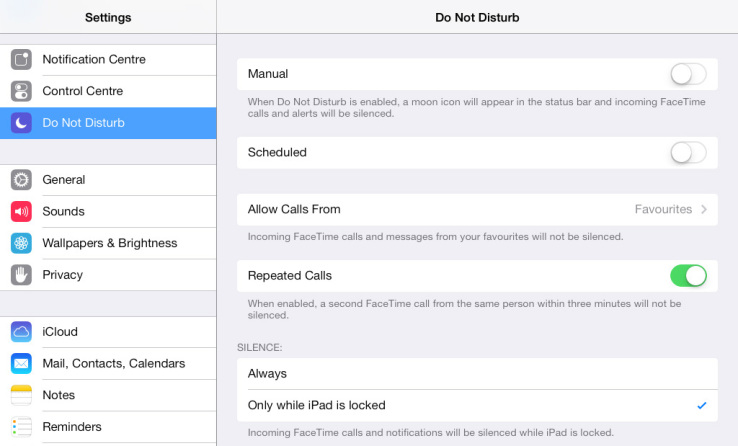 Settings
Notification Centre
Control Centre
Do Not Disturb
General
Sounds
Wallpapers & Brightness
Privacy
iCloud
Mail, Contacts, Calendars
Notes
Reminders
Do Not Disturb
Manual
When Do Not Disturb is enabled, a moon icon will appear in the status bar and incoming FaceTime
calls and alerts will be silenced.
Scheduled
Allow Calls From Favourites
Incoming FaceTime calls and messages from your favourites will not be silenced.
Repeated Calls
When enabled, a second FaceTime call from the same person within three minutes will not be
silenced.
SILENCE:
Always
Only while iPad is locked
Incoming FaceTime calls and notifications will be silenced while iPad is locked.